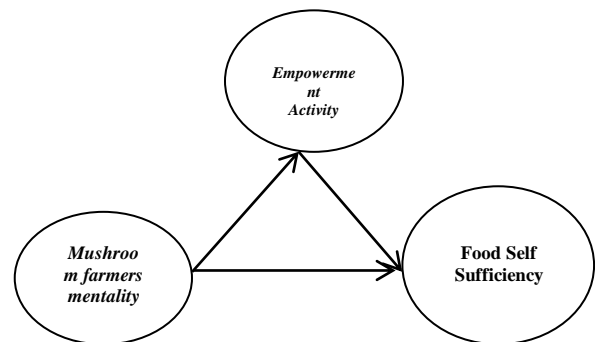 Empowerme
nt
Activity
Mushroo
m farmers
mentality
Food Self
Sufficiency